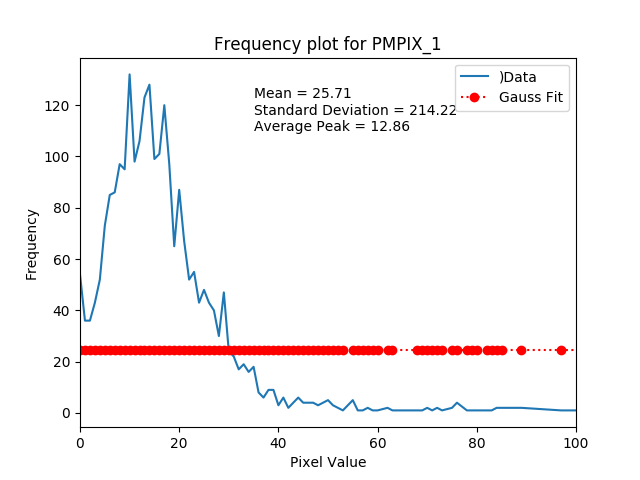 Frequency plot for PMPIX_1
)Data
Gauss Fit
Mean = 25.71
Standard Deviation = 214.22
Average Peak = 12.86
Frequency
120
100
80
60
40
20
0
0 20 40 60 80 100
Pixel Value